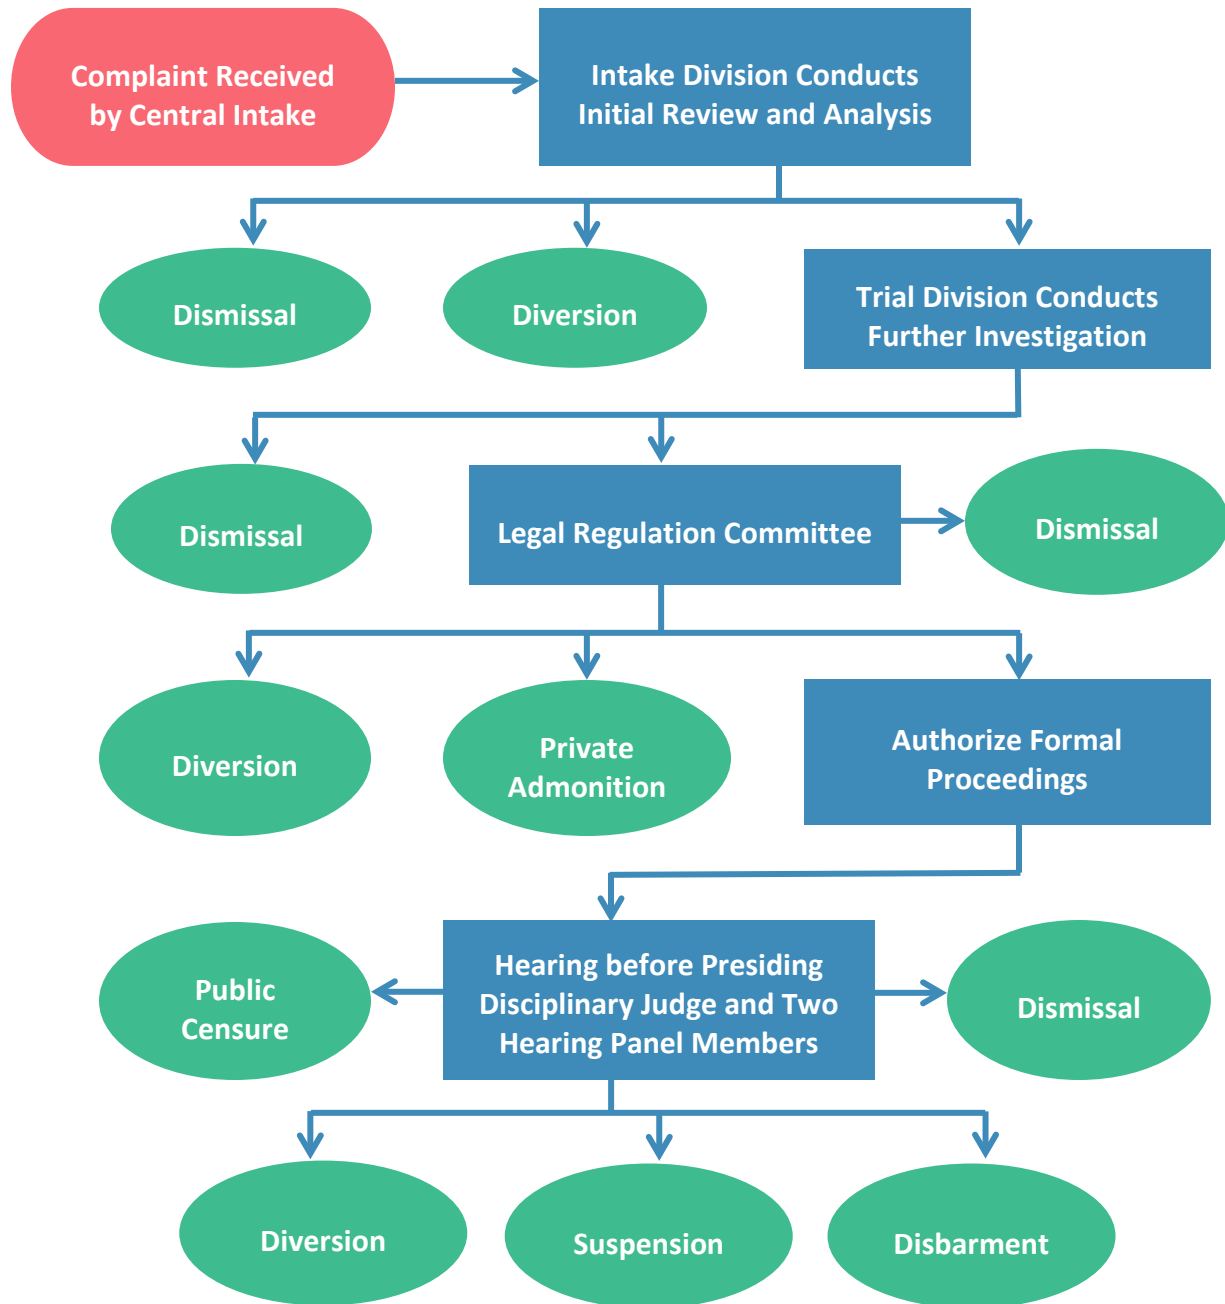 Complaint Received
by Central Intake
Intake Division Conducts
Initial Review and Analysis
Dismissal
Diversion
Trial Division Conducts
Further Investigation
Dismissal
Legal Regulation Committee
Dismissal
Diversion
Private
Admonition
Authorize Formal
Proceedings
Public
Censure
Hearing before Presiding
Disciplinary Judge and Two
Hearing Panel Members
Dismissal
Diversion
Suspension
Disbarment